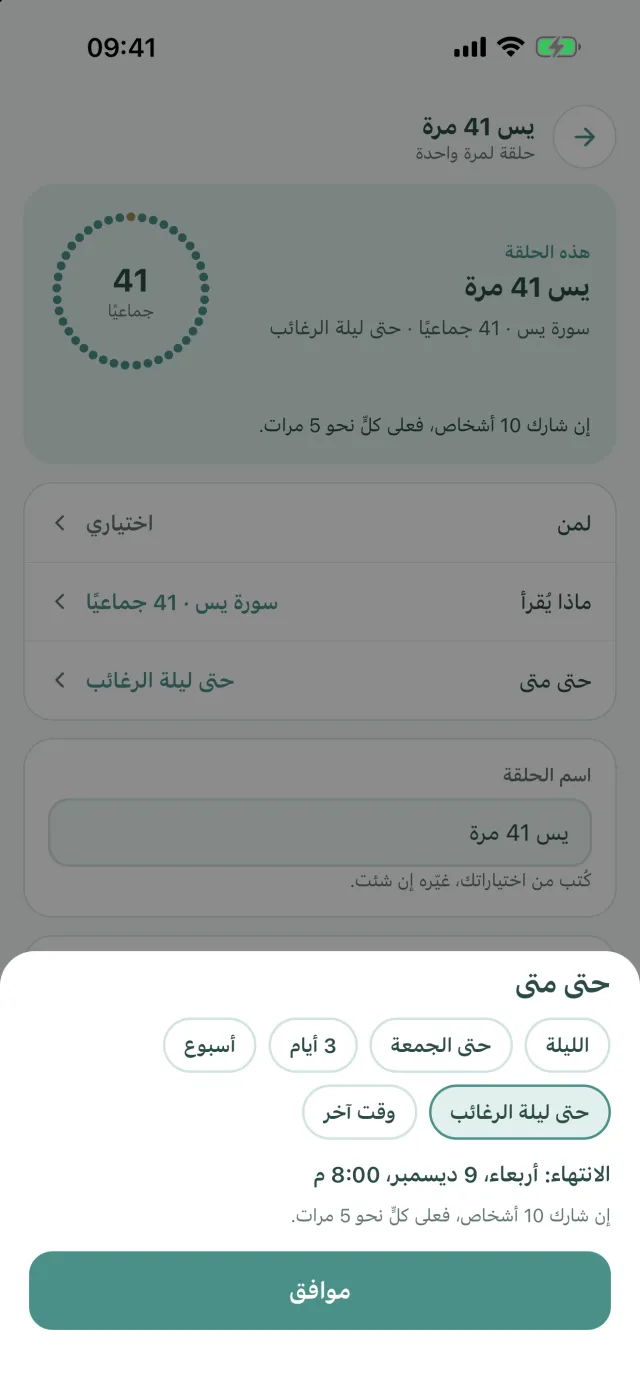 09:41
يس 41 مرة
حلقة لمرة واحدة
هذه الحلقة
يس 41 مرة
سورة يس · 41 جماعيًا · حتى ليلة الرغائب
41
جماعيًا
إن شارك 10 أشخاص، فعلى كلٍّ نحو 5 مرات.
لمن اختياري
ماذا يُقرأ سورة يس · 41 جماعيًا
حتى متى حتى ليلة الرغائب
اسم الحلقة
يس 41 مرة
كُتب من اختياراتك، غيّره إن شئت.
حتى متى
الليلة حتى الجمعة 3 أيام أسبوع
حتى ليلة الرغائب وقت آخر
الانتهاء: أربعاء، 9 ديسمبر، 8:00 م
إن شارك 10 أشخاص، فعلى كلٍّ نحو 5 مرات.
موافق